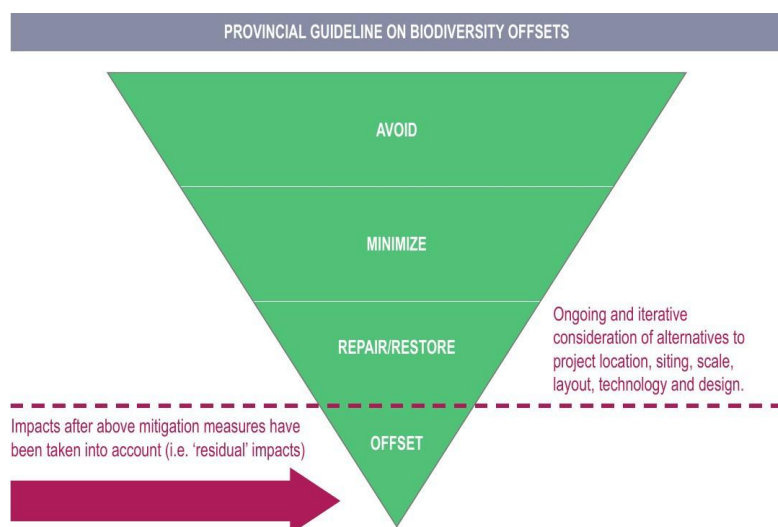 PROVINCIAL GUIDELINE ON BIODIVERSITY OFFSETS
AVOID
MINIMIZE
REPAIR/RESTORE
Ongoing and iterative
consideration of alternatives to
project location, siting, scale,
layout, technology and design.
Impacts after above mitigation measures have
been taken into account (i.e. ‘residual’ impacts)
OFFSET